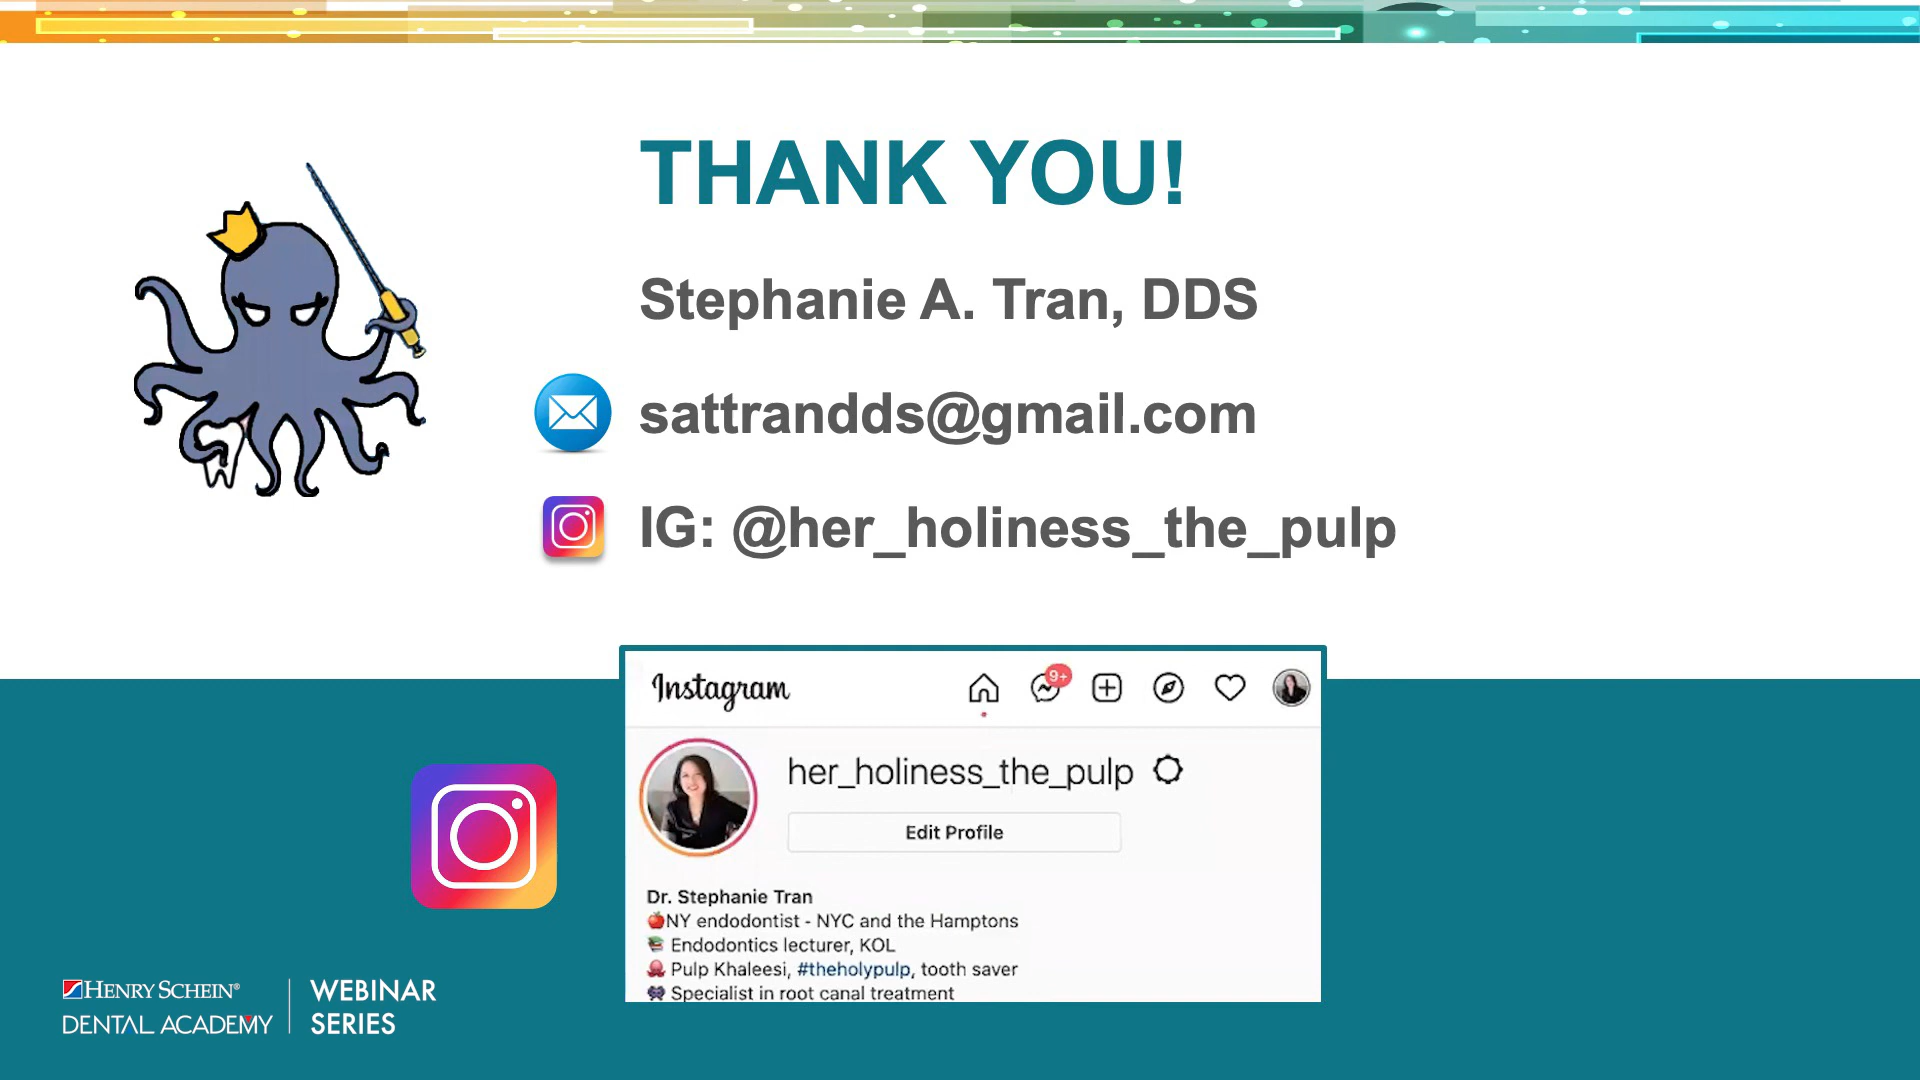 THANK YOU!
Stephanie A. Tran, DDS
sattrandds@gmail.com
IG: @her_holiness_the_pulp
Instagram
9+
her_holiness_the_pulp
Edit Profile
Dr. Stephanie Tran
🍎NY endodontist - NYC and the Hamptons
📚 Endodontics lecturer, KOL
🐙 Pulp Khaleesi, #theholypulp, tooth saver
👾 Specialist in root canal treatment
HENRY SCHEIN®
DENTAL ACADEMY
WEBINAR
SERIES